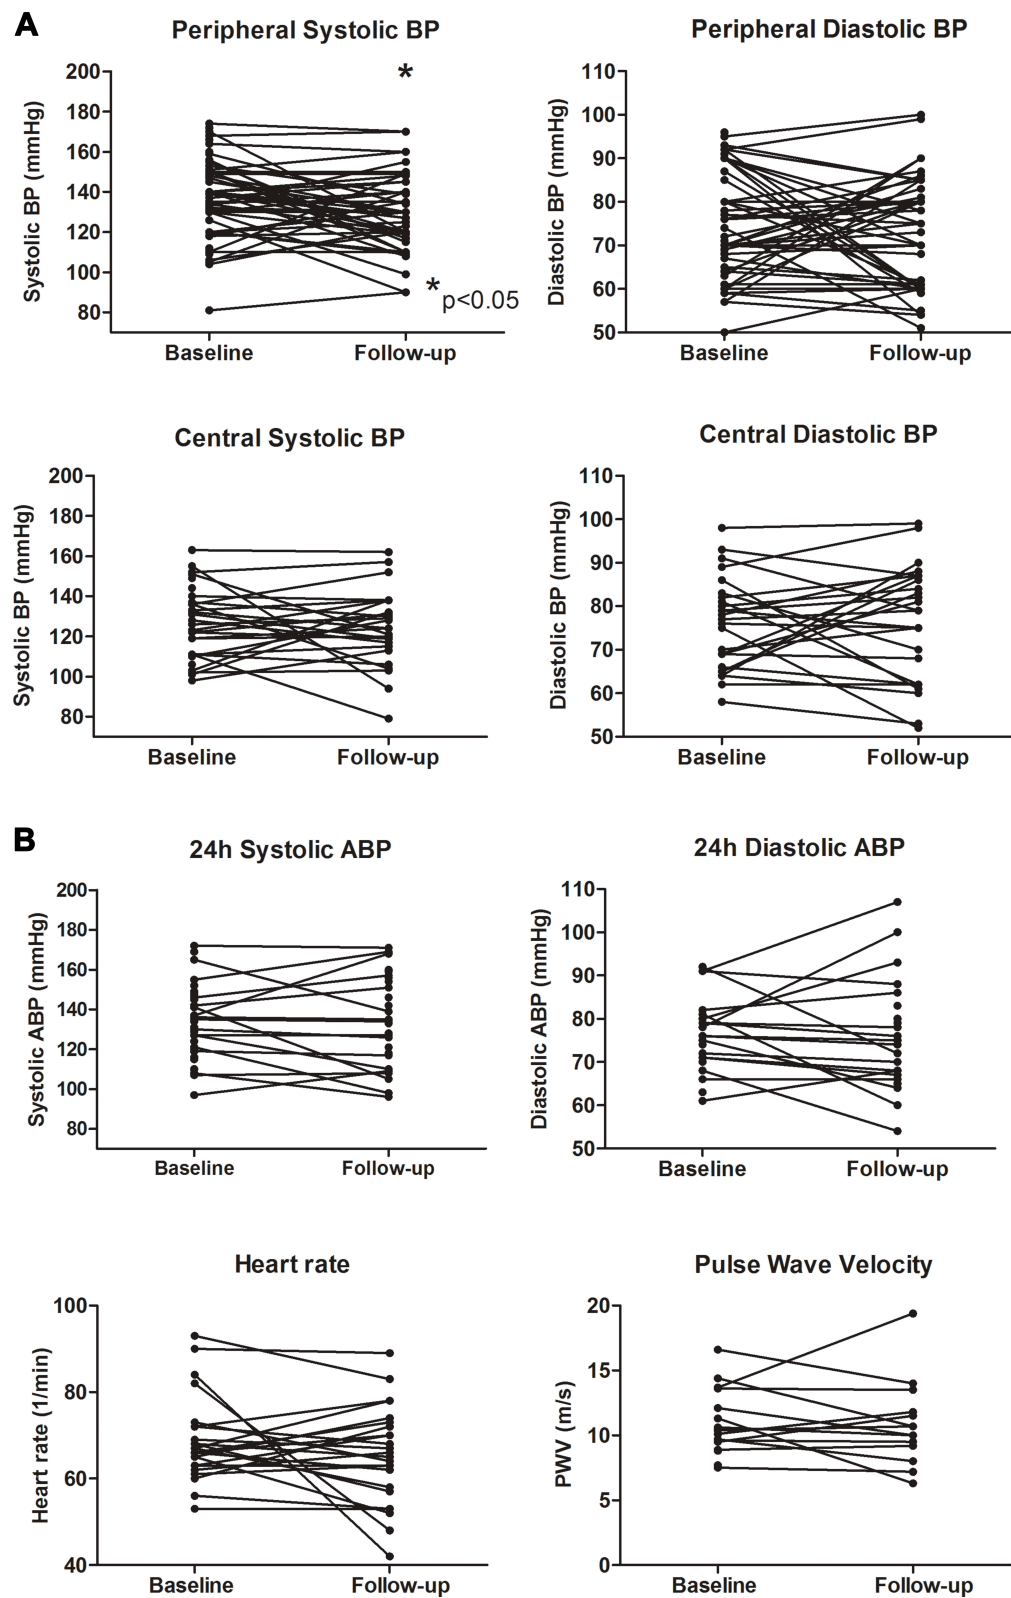 A
Peripheral Systolic BP
Systolic BP (mmHg)
200
180
160
140
120
100
80
*
* p<0.05
Baseline
Follow-up
Peripheral Diastolic BP
Diastolic BP (mmHg)
110
100
90
80
70
60
50
Baseline
Follow-up
Central Systolic BP
Systolic BP (mmHg)
200
180
160
140
120
100
80
Baseline
Follow-up
Central Diastolic BP
Diastolic BP (mmHg)
110
100
90
80
70
60
50
Baseline
Follow-up
B
24h Systolic ABP
Systolic ABP (mmHg)
200
180
160
140
120
100
80
Baseline
Follow-up
24h Diastolic ABP
Diastolic ABP (mmHg)
110
100
90
80
70
60
50
Baseline
Follow-up
Heart rate
Heart rate (1/min)
100
80
60
40
Baseline
Follow-up
Pulse Wave Velocity
PWV (m/s)
20
15
10
5
0
Baseline
Follow-up